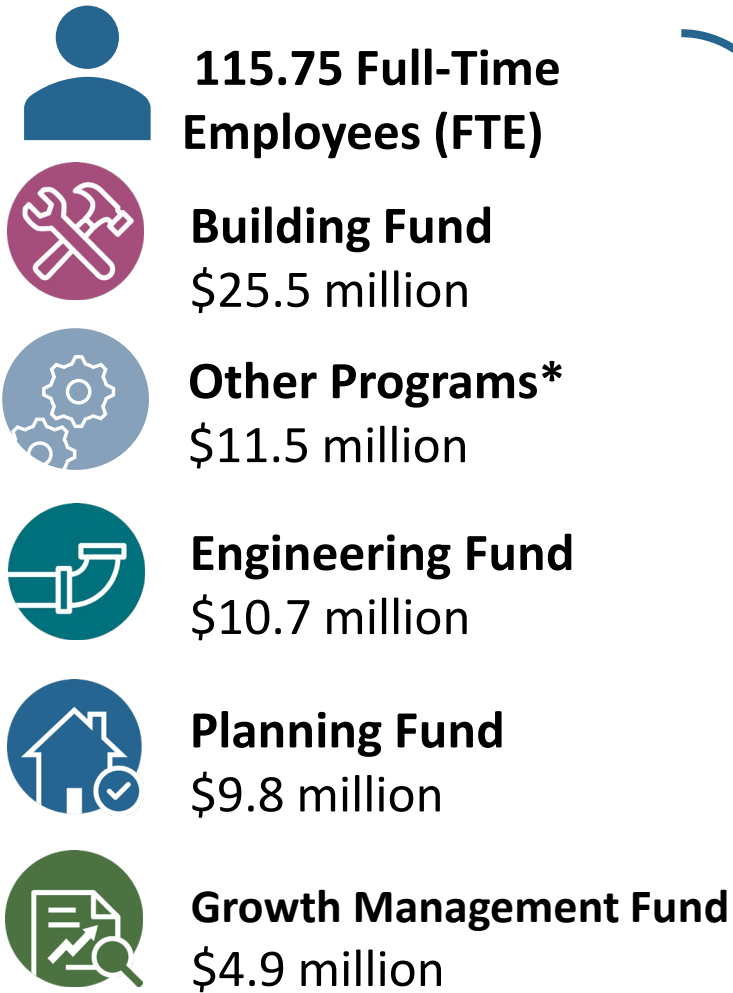 115.75 Full-Time
Employees (FTE)
Building Fund
$25.5 million
Other Programs*
$11.5 million
Engineering Fund
$10.7 million
Planning Fund
$9.8 million
Growth Management Fund
$4.9 million